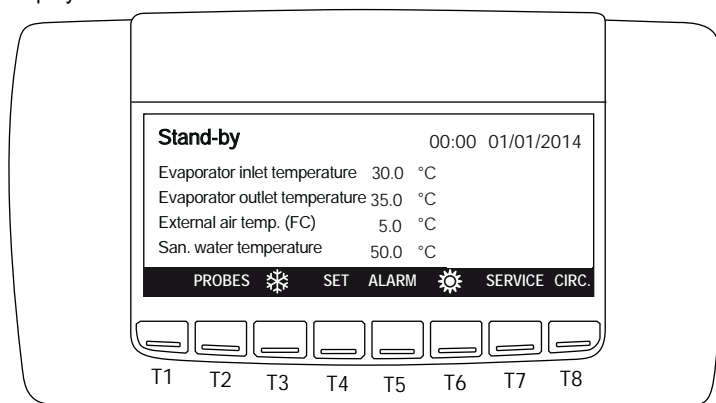 Stand-by 00:00 01/01/2014
Evaporator inlet temperature 30.0 °C
Evaporator outlet temperature 35.0 °C
External air temp. (FC) 5.0 °C
San. water temperature 50.0 °C
PROBES SET ALARM SERVICE CIRC.
T1 T2 T3 T4 T5 T6 T7 T8